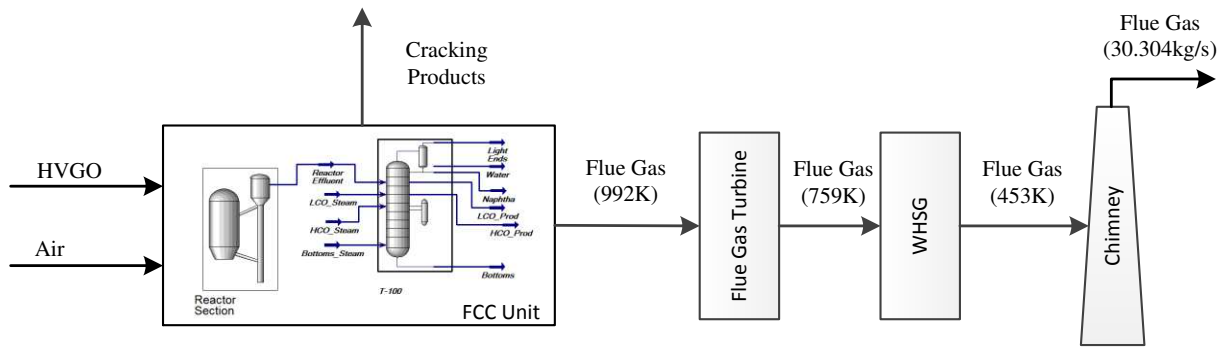 Flue Gas
(30.304kg/s)
Cracking
Products
HVGO
Air
Reactor
Section
Reactor
Effluent
LCO_Steam
HCO_Steam
Bottoms_Steam
Light
Ends
Water
Naphtha
LCO_Prod
HCO_Prod
Bottoms
T-100
FCC Unit
Flue Gas
(992K)
Flue Gas Turbine
Flue Gas
(759K)
WHSG
Flue Gas
(453K)
Chimney